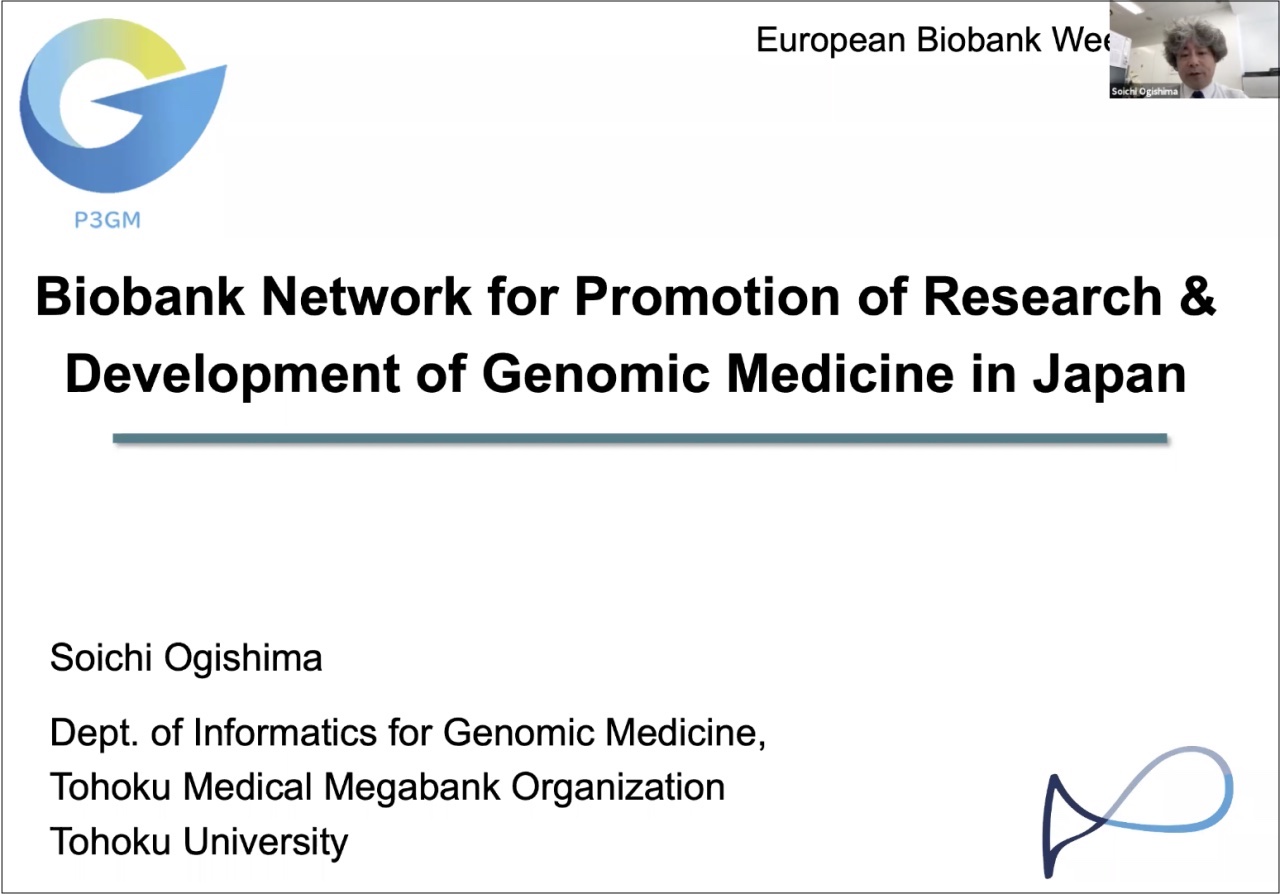 European Biobank Wee
Soichi Ogishima
P3GM
Biobank Network for Promotion of Research &
Development of Genomic Medicine in Japan
Soichi Ogishima
Dept. of Informatics for Genomic Medicine,
Tohoku Medical Megabank Organization
Tohoku University